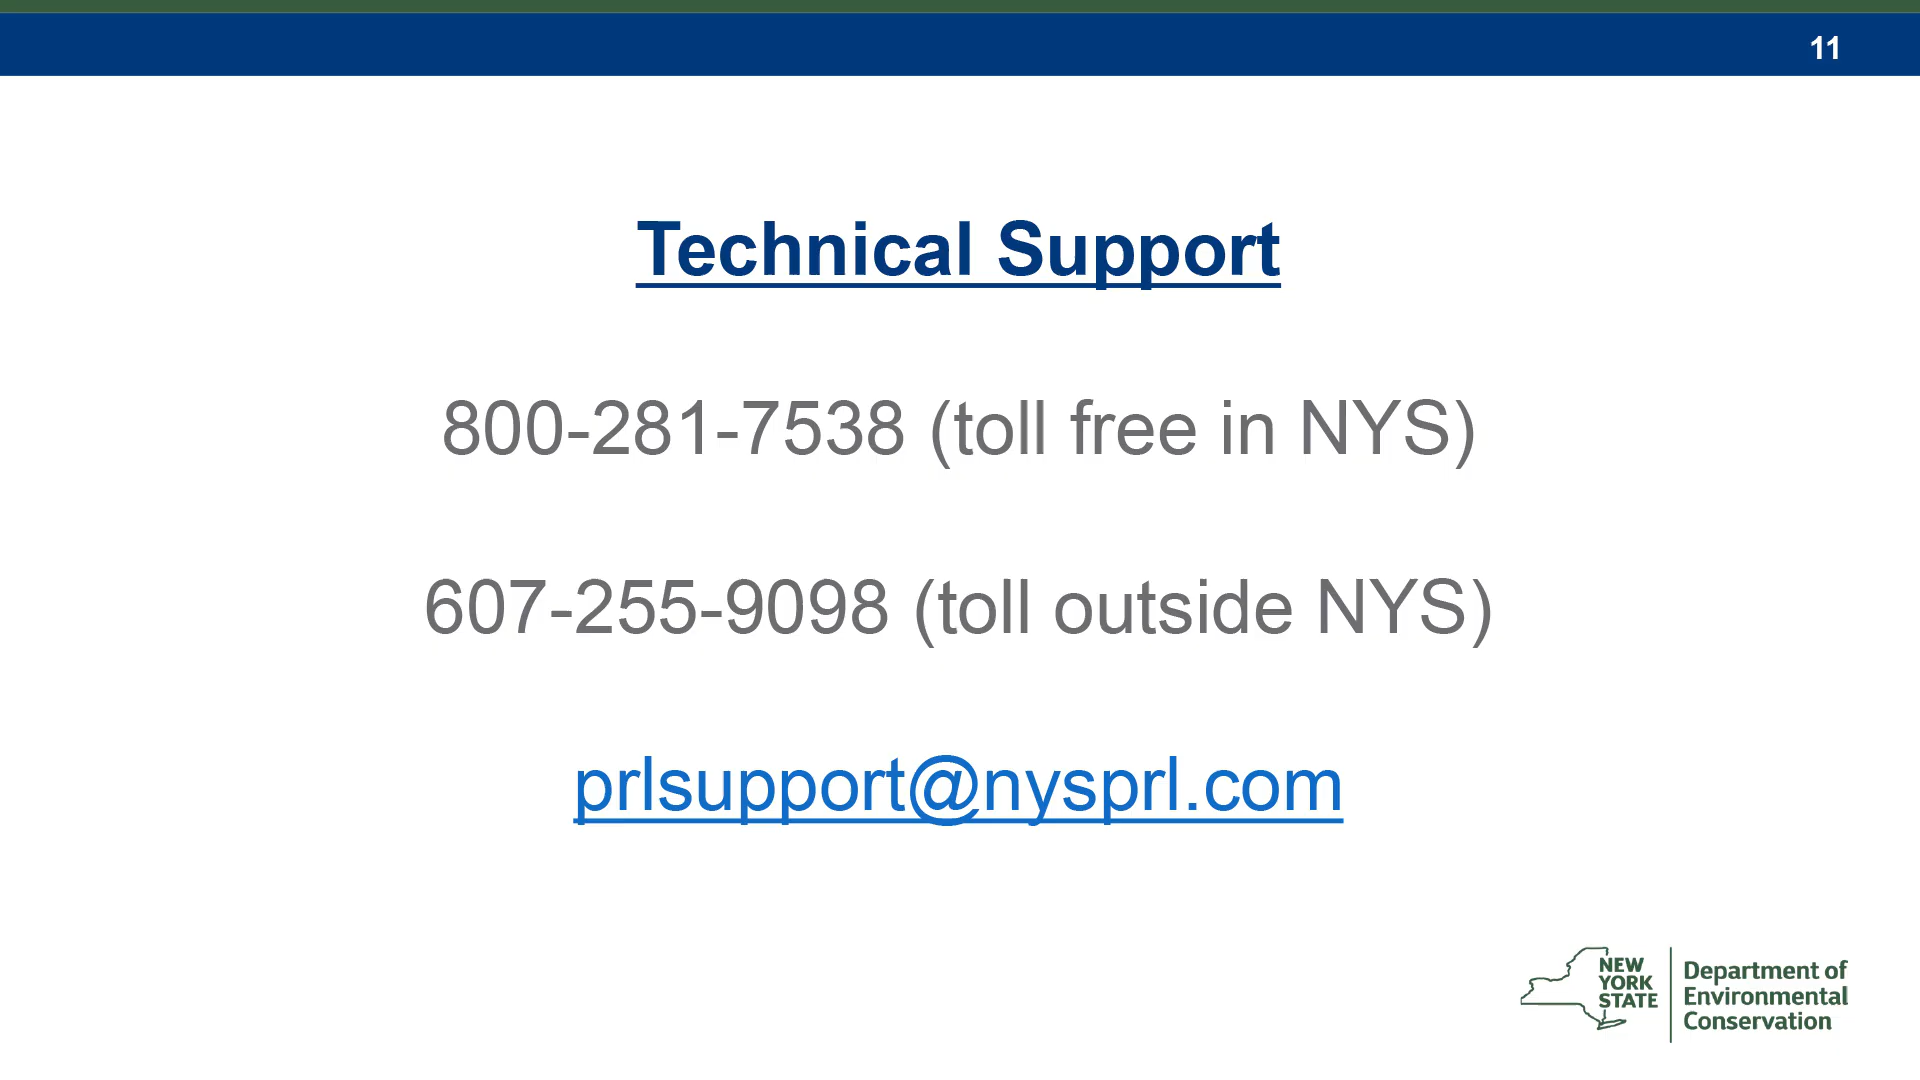 11
Technical Support
800-281-7538 (toll free in NYS)
607-255-9098 (toll outside NYS)
prlsupport@nysprl.com
NEW
YORK
STATE
Department of
Environmental
Conservation